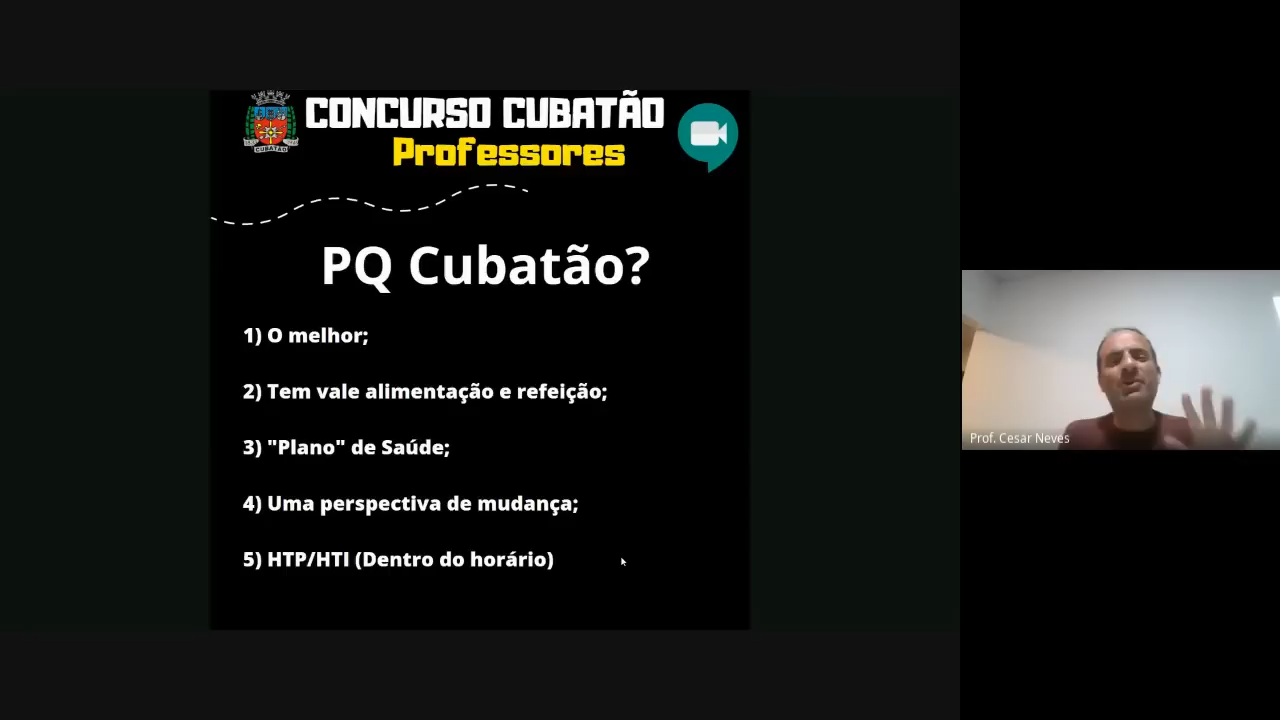 CONCURSO CUBATÃO
Professores
CUBATÃO
PQ Cubatão?
1) O melhor;
2) Tem vale alimentação e refeição;
3) "Plano" de Saúde;
4) Uma perspectiva de mudança;
5) HTP/HTI (Dentro do horário)
Prof. Cesar Neves